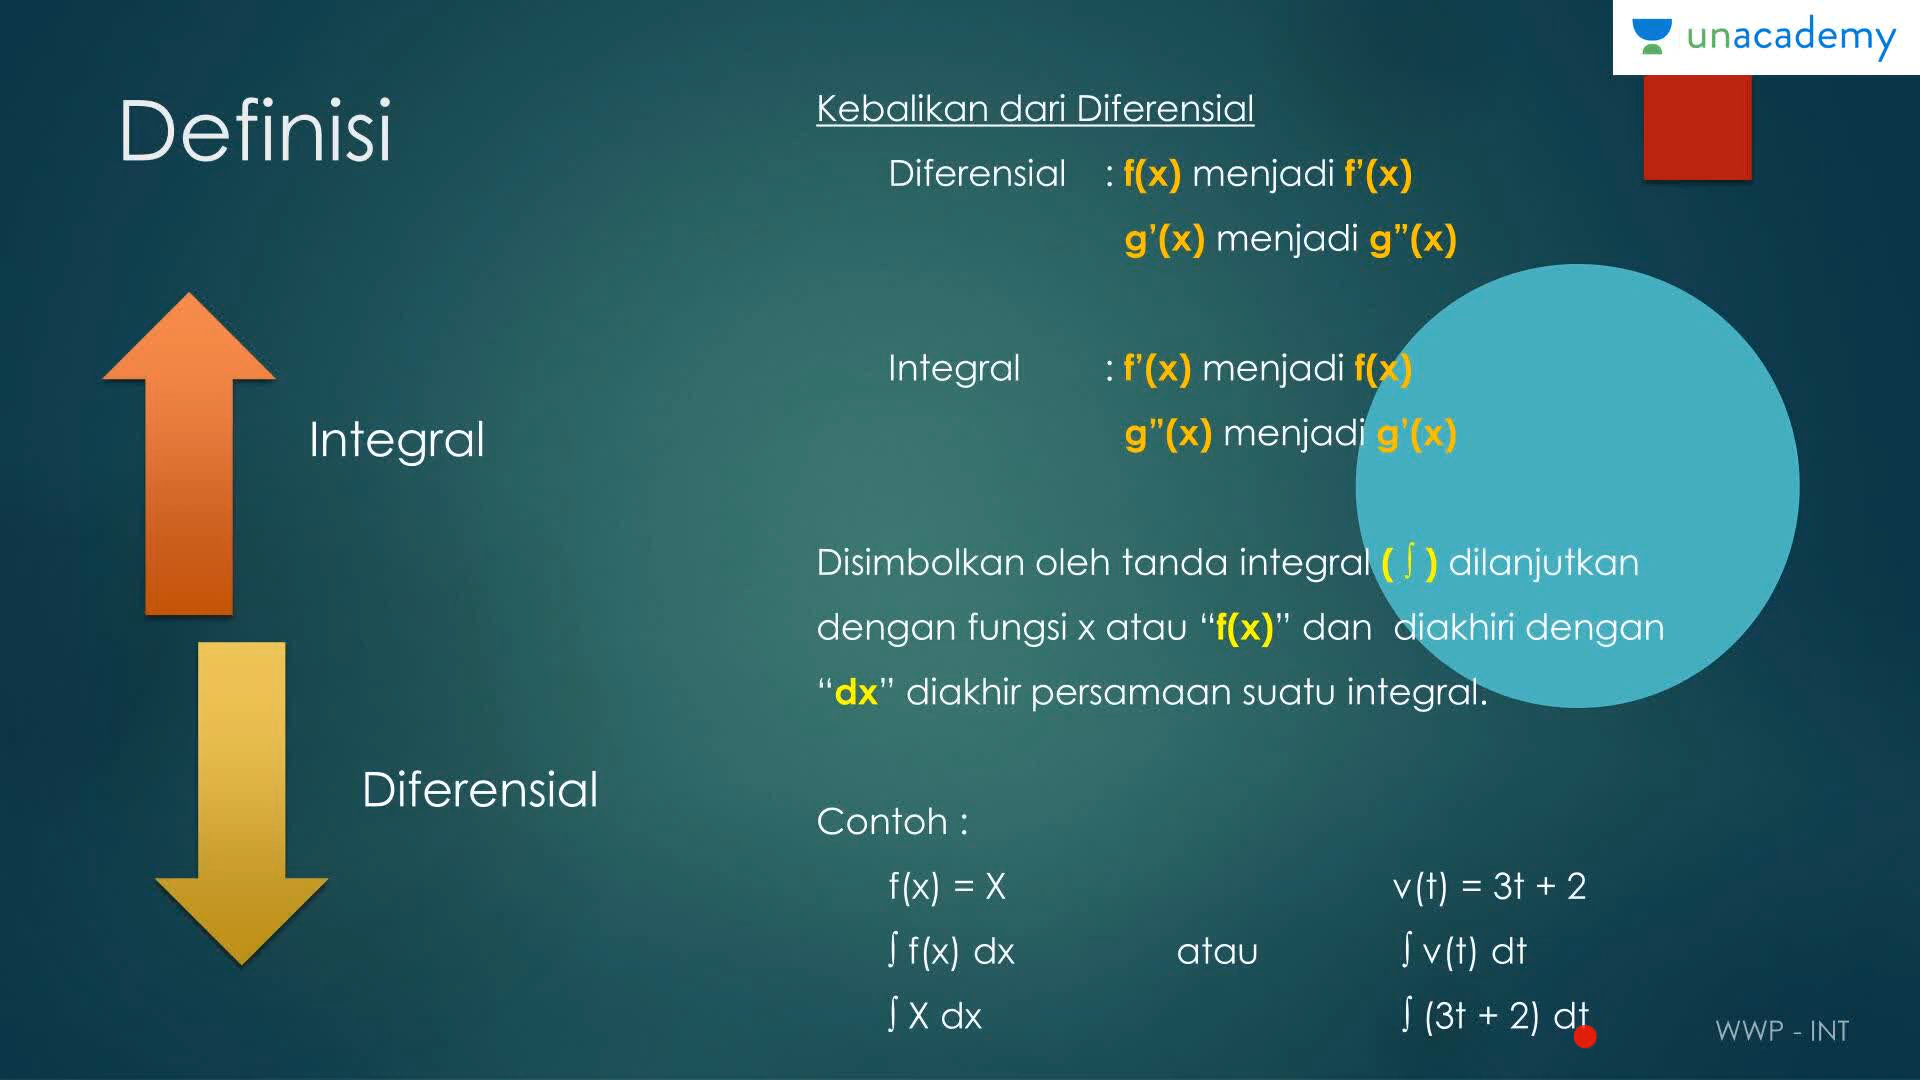 unacademy
Definisi
Kebalikan dari Diferensial
Diferensial : f(x) menjadi f’(x)
g’(x) menjadi g”(x)
Integral : f’(x) menjadi f(x)
g”(x) menjadi g’(x)
Integral
Disimbolkan oleh tanda integral ( ∫ ) dilanjutkan
dengan fungsi x atau “f(x)” dan diakhiri dengan
“dx” diakhir persamaan suatu integral.
Diferensial
Contoh :
f(x) = X v(t) = 3t + 2
∫ f(x) dx atau ∫ v(t) dt
∫ X dx ∫ (3t + 2) dt
WWP - INT